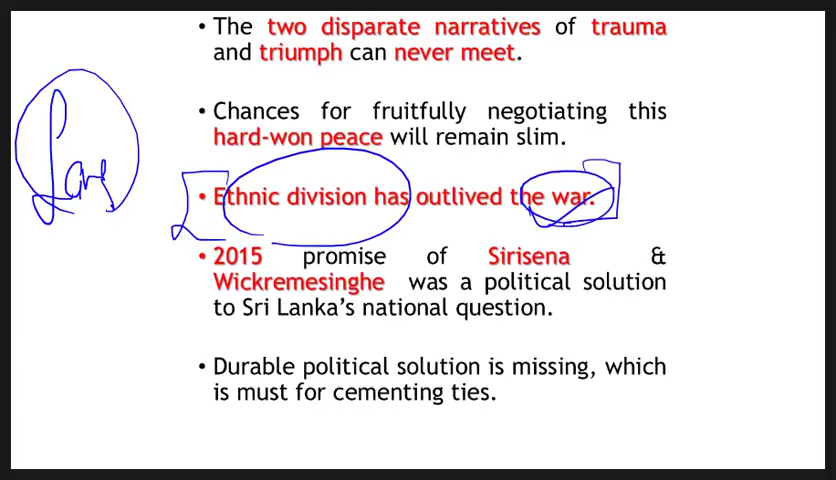 • The two disparate narratives of trauma
and triumph can never meet.
• Chances for fruitfully negotiating this
hard-won peace will remain slim.
• Ethnic division has outlived the war.
• 2015 promise of Sirisena &
Wickremesinghe was a political solution
to Sri Lanka's national question.
• Durable political solution is missing, which
is must for cementing ties.